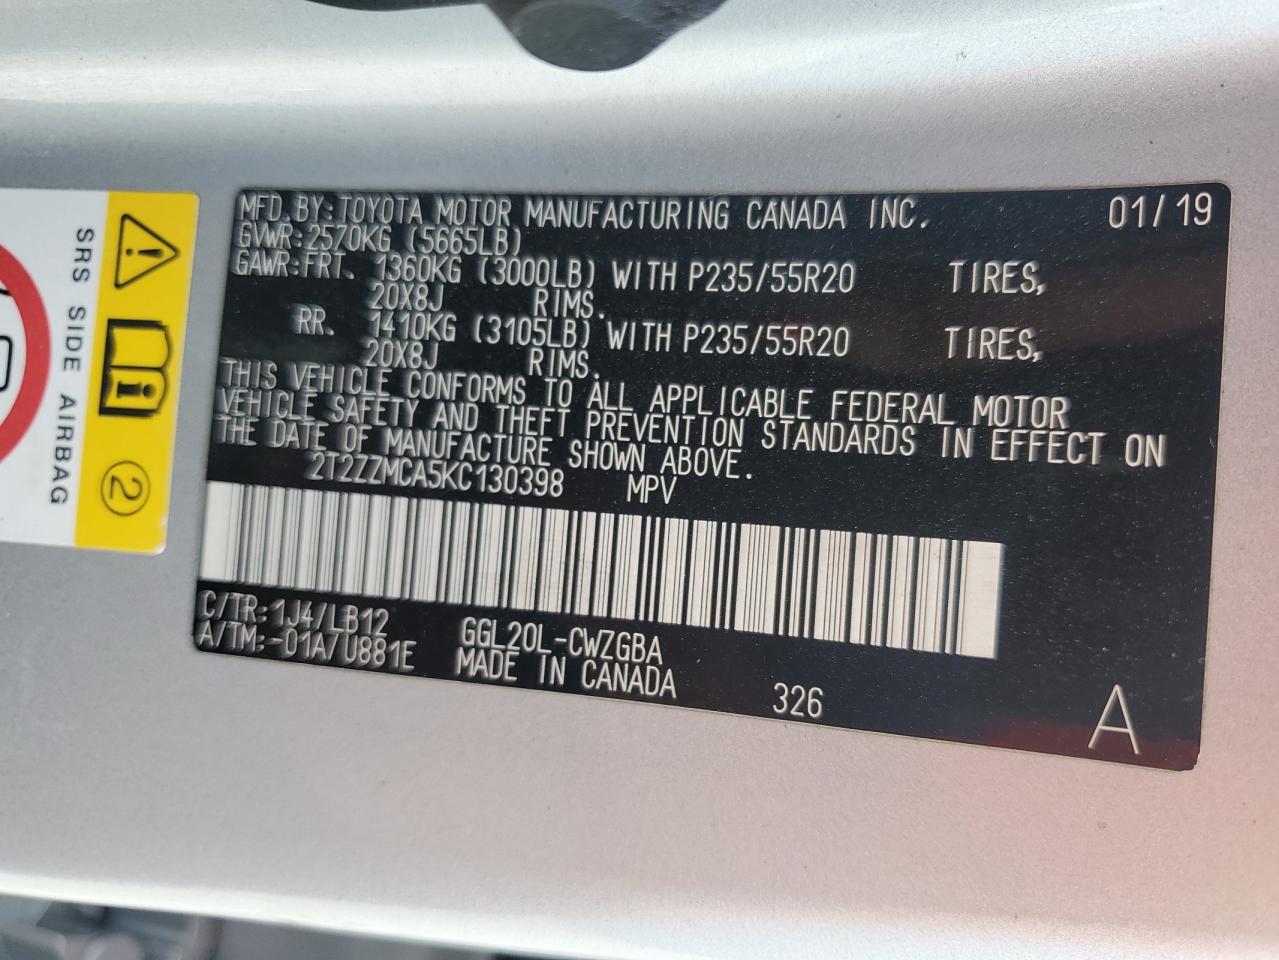 MFD. BY: TOYOTA MOTOR MANUFACTURING CANADA INC. 01/19
GVWR: 2570KG (5665LB)
GAWR: FRT. 1360KG (3000LB) WITH P235/55R20 TIRES,
20X8J RIMS.
RR. 1410KG (3105LB) WITH P235/55R20 TIRES,
20X8J RIMS.
THIS VEHICLE CONFORMS TO ALL APPLICABLE FEDERAL MOTOR
VEHICLE SAFETY AND THEFT PREVENTION STANDARDS IN EFFECT ON
THE DATE OF MANUFACTURE SHOWN ABOVE.
2T2ZZMCA5KC130398 MPV
C/TR: 1J4/LB12
A/TM: -01A/U881E
GGL20L-CWZGBA
MADE IN CANADA
326
A
SRS SIDE AIRBAG
2